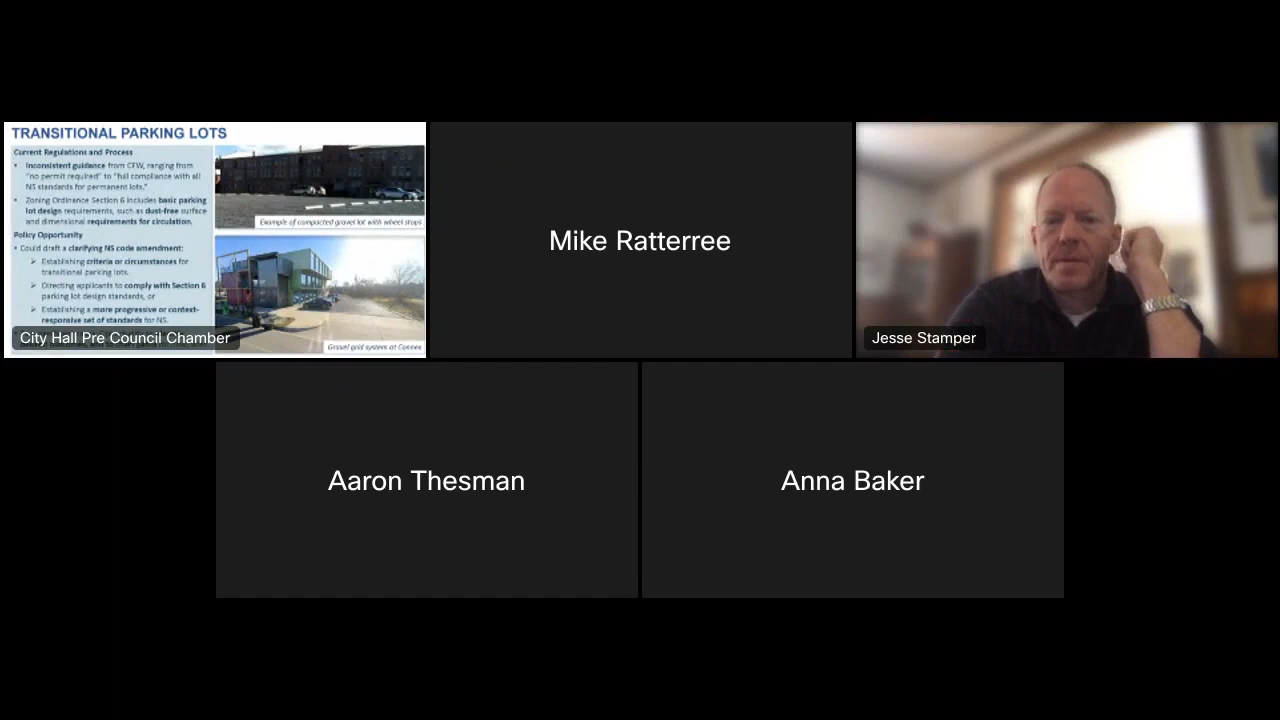 TRANSITIONAL PARKING LOTS
Current Regulations and Process
• Inconsistent guidance from CFW, ranging from
"no permit required" to "full compliance with all
NS standards for permanent lots."
• Zoning Ordinance Section 6 includes basic parking
lot design requirements, such as dust-free surface
and dimensional requirements for circulation.
Policy Opportunity
• Could draft a clarifying NS code amendment:
➢ Establishing criteria or circumstances for
transitional parking lots.
➢ Directing applicants to comply with Section 6
parking lot design standards, or
➢ Establishing a more progressive or context-
responsive set of standards for NS.
Example of compacted gravel lot with wheel stops
Gravel grid system at Connex
City Hall Pre Council Chamber
Mike Ratterree
Jesse Stamper
Aaron Thesman
Anna Baker